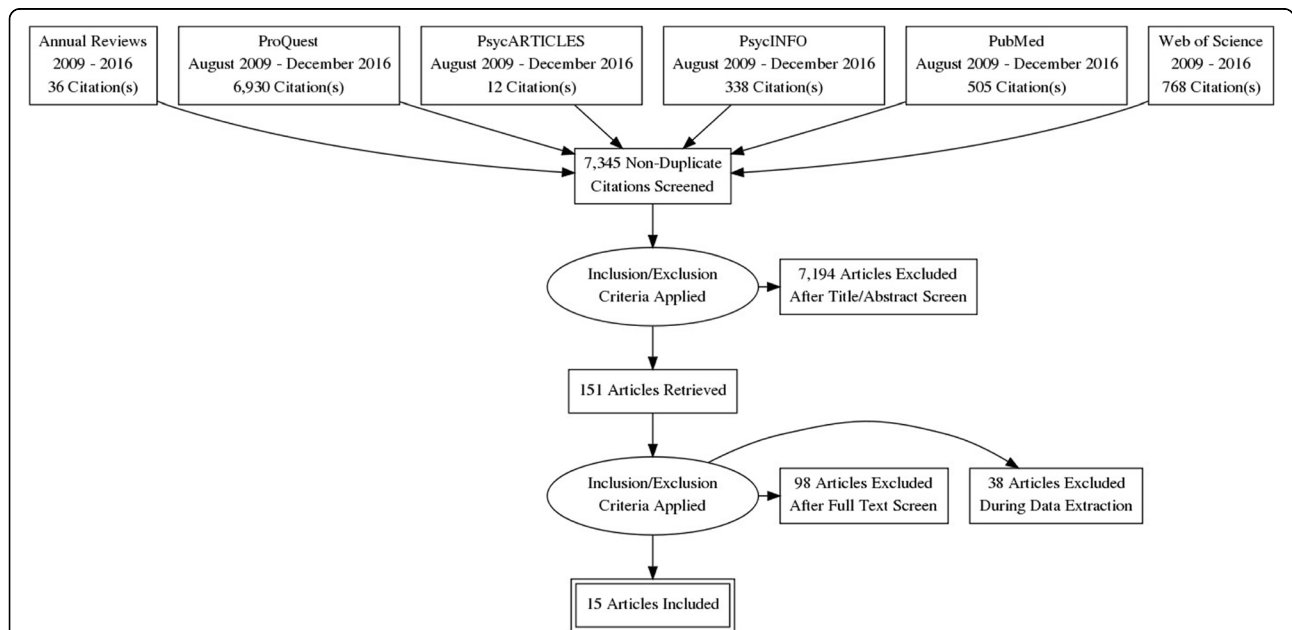 Annual Reviews
2009 - 2016
36 Citation(s)
ProQuest
August 2009 - December 2016
6,930 Citation(s)
PsycARTICLES
August 2009 - December 2016
12 Citation(s)
PsycINFO
August 2009 - December 2016
338 Citation(s)
PubMed
August 2009 - December 2016
505 Citation(s)
Web of Science
2009 - 2016
768 Citation(s)
7,345 Non-Duplicate
Citations Screened
Inclusion/Exclusion
Criteria Applied
7,194 Articles Excluded
After Title/Abstract Screen
151 Articles Retrieved
Inclusion/Exclusion
Criteria Applied
98 Articles Excluded
After Full Text Screen
38 Articles Excluded
During Data Extraction
15 Articles Included